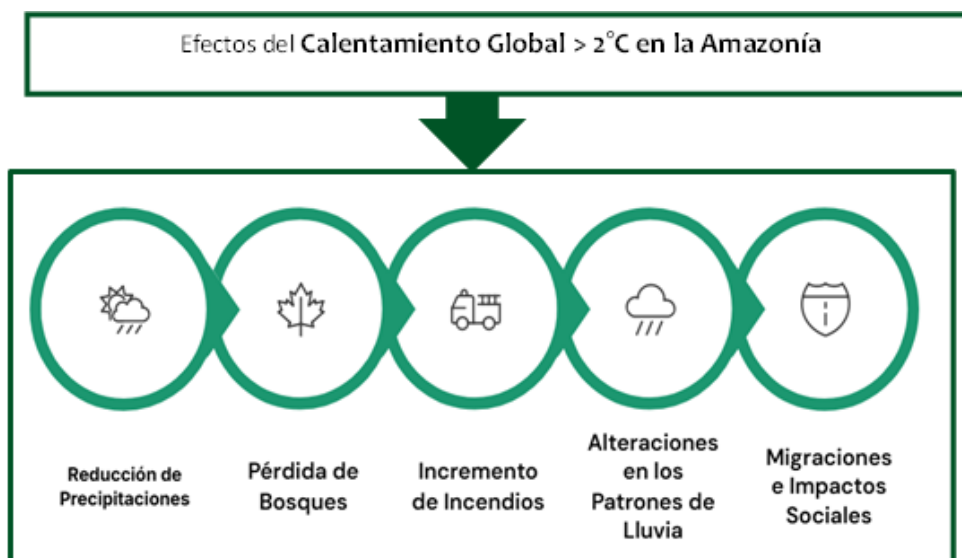 Efectos del Calentamiento Global > 2°C en la Amazonía
Reducción de
Precipitaciones
Pérdida de
Bosques
Incremento
de Incendios
Alteraciones
en los
Patrones de
Lluvia
Migraciones
e Impactos
Sociales